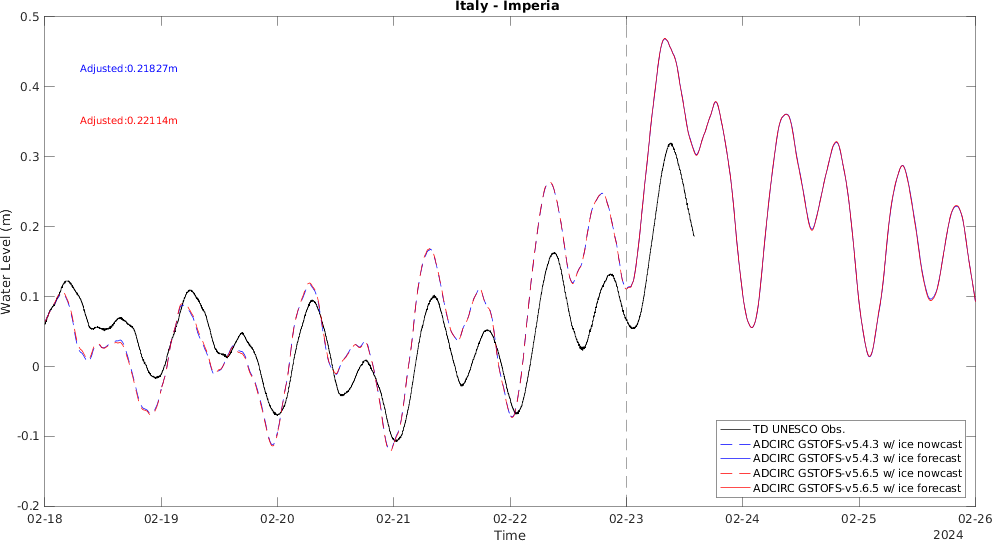 Italy - Imperia
0.5
0.4
0.3
0.2
0.1
0
-0.1
-0.2
Water Level (m)
Adjusted:0.21827m
Adjusted:0.22114m
TD UNESCO Obs.
ADCIRC GSTOFS-v5.4.3 w/ ice nowcast
ADCIRC GSTOFS-v5.4.3 w/ ice forecast
ADCIRC GSTOFS-v5.6.5 w/ ice nowcast
ADCIRC GSTOFS-v5.6.5 w/ ice forecast
02-18 02-19 02-20 02-21 02-22 02-23 02-24 02-25 02-26
Time
2024